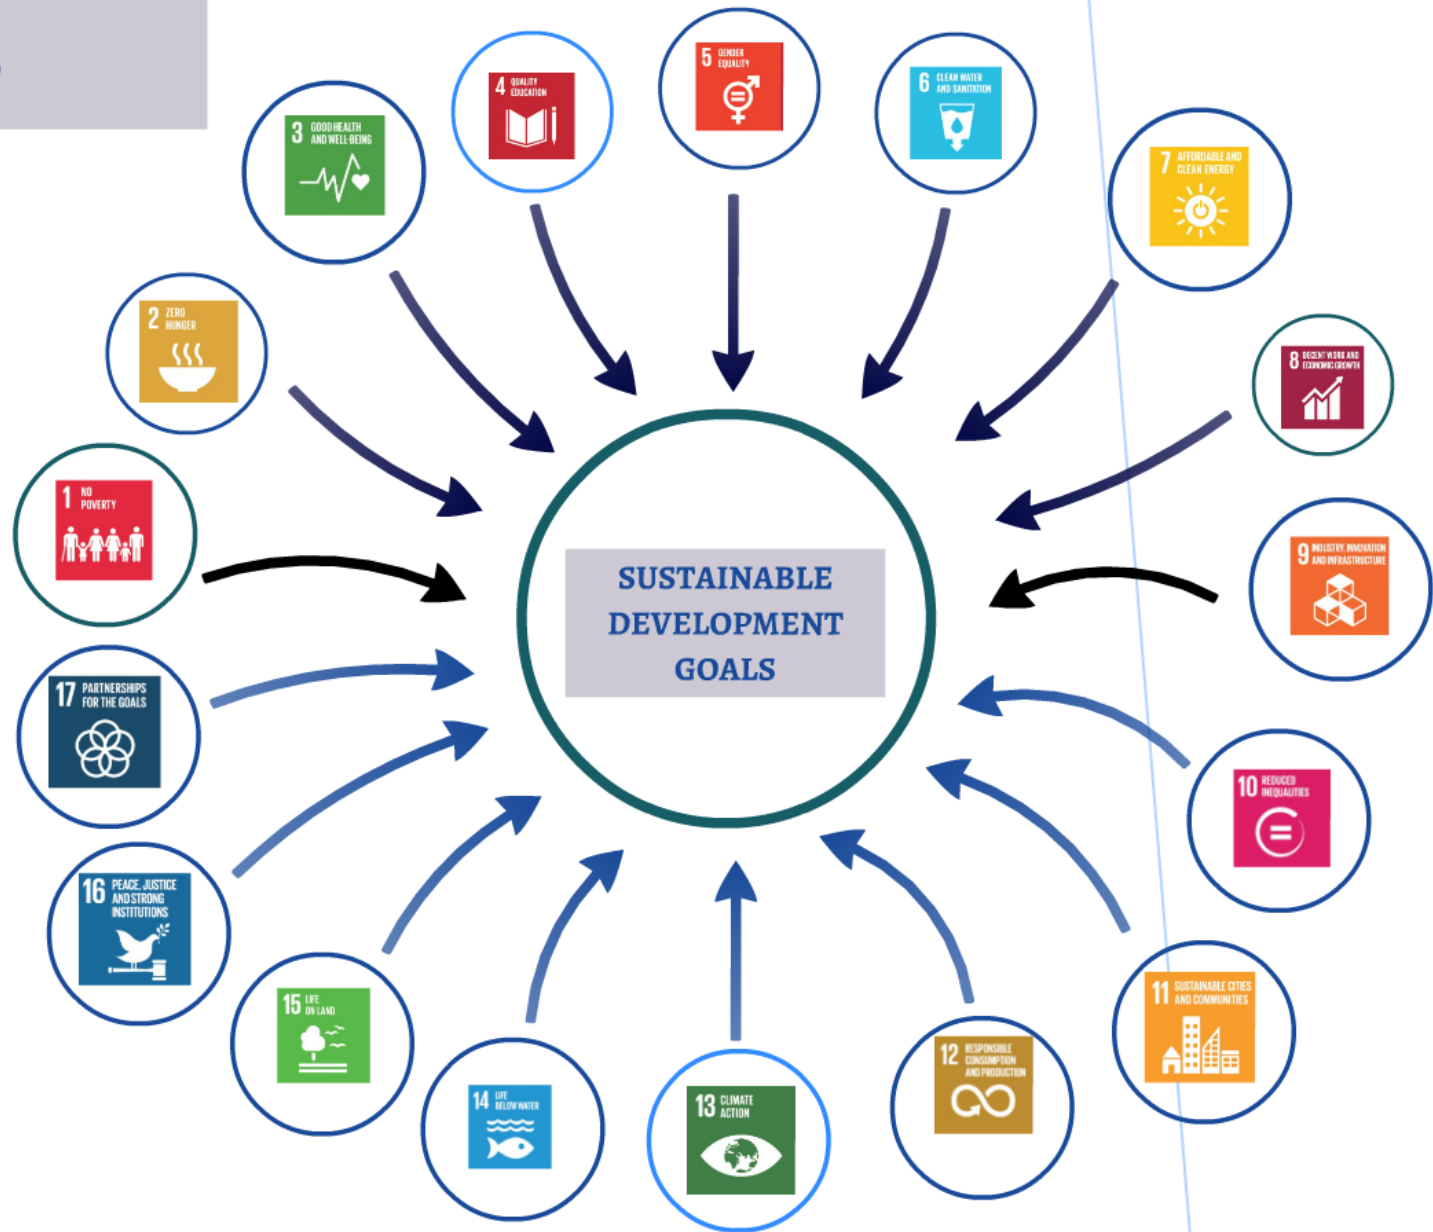 SUSTAINABLE
DEVELOPMENT
GOALS
1 NO
POVERTY
2 ZERO
HUNGER
3 GOOD HEALTH
AND WELL-BEING
4 QUALITY
EDUCATION
5 GENDER
EQUALITY
6 CLEAN WATER
AND SANITATION
7 AFFORDABLE AND
CLEAN ENERGY
8 DECENT WORK AND
ECONOMIC GROWTH
9 INDUSTRY, INNOVATION
AND INFRASTRUCTURE
10 REDUCED
INEQUALITIES
11 SUSTAINABLE CITIES
AND COMMUNITIES
12 RESPONSIBLE
CONSUMPTION
AND PRODUCTION
13 CLIMATE
ACTION
14 LIFE
BELOW WATER
15 LIFE
ON LAND
16 PEACE, JUSTICE
AND STRONG
INSTITUTIONS
17 PARTNERSHIPS
FOR THE GOALS